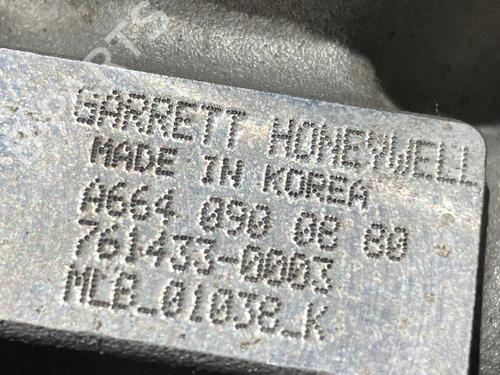 GARRETT HONEYWELL
MADE IN KOREA
A664 090 08 80
761433-0003
MLB_01038_K